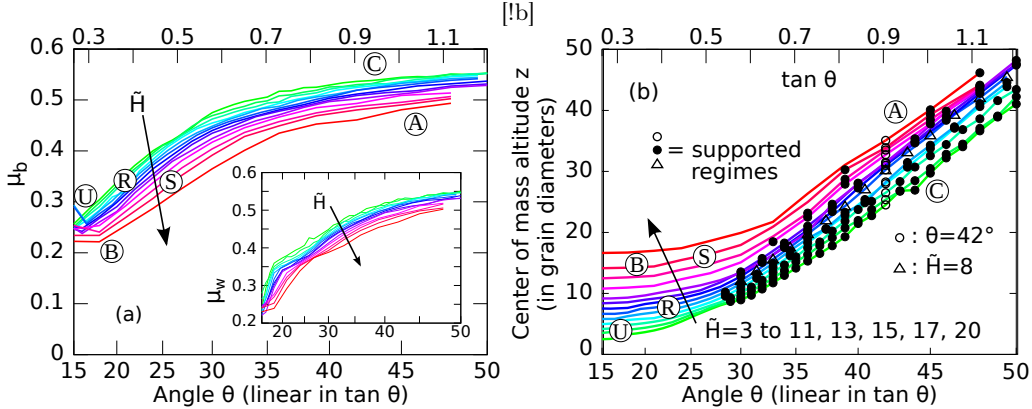 [!b]
0.3 0.5 0.7 0.9 1.1
0.6
0.5
0.4
0.3
0.2
0.1
0
μb
H̃
C
A
U
R
S
B
(a)
0.6
0.5
0.4
0.3
0.2
μw
H̃
20 30 40 50
15 20 25 30 35 40 45 50
Angle θ (linear in tan θ)
0.3 0.5 0.7 0.9 1.1
tan θ
50
40
30
20
10
0
Center of mass altitude z
(in grain diameters)
(b)
= supported
regimes
A
C
B
S
R
U
: θ=42°
: H̃=8
H̃=3 to 11, 13, 15, 17, 20
15 20 25 30 35 40 45 50
Angle θ (linear in tan θ)